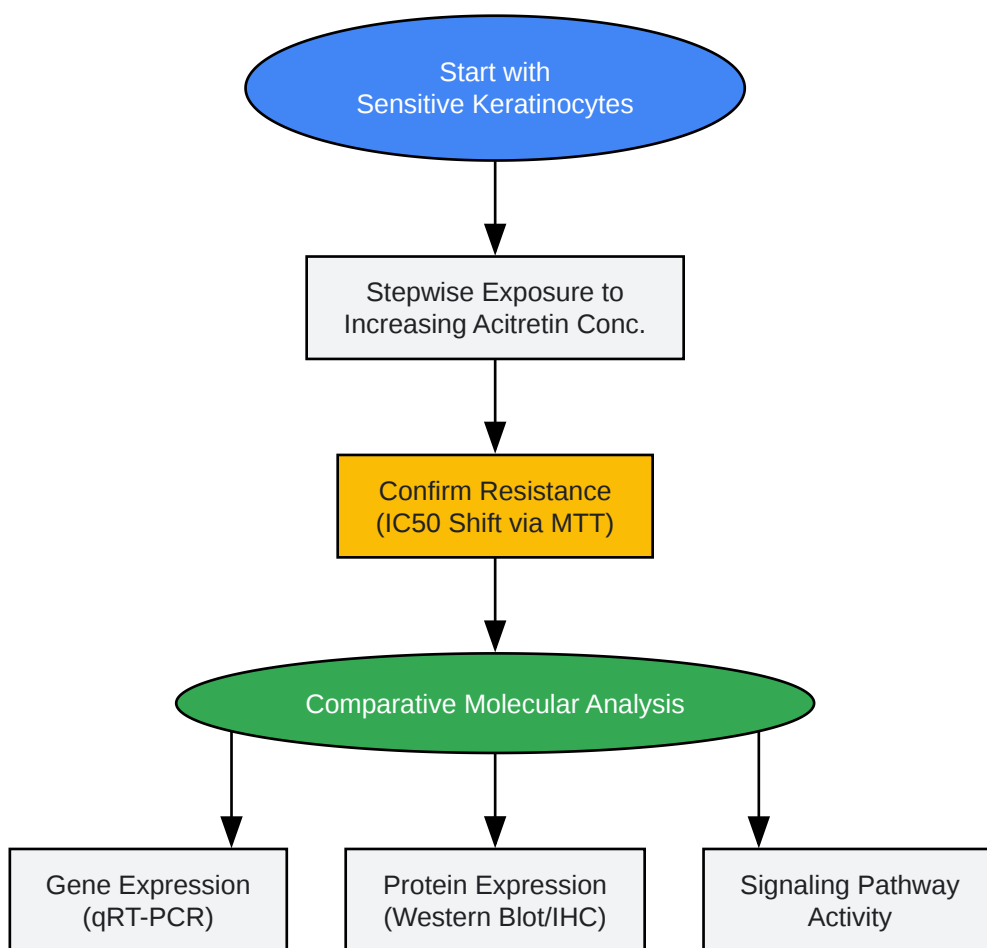 Start with
Sensitive Keratinocytes
Stepwise Exposure to
Increasing Acitretin Conc.
Confirm Resistance
(IC50 Shift via MTT)
Comparative Molecular Analysis
Gene Expression
(qRT-PCR)
Protein Expression
(Western Blot/IHC)
Signaling Pathway
Activity